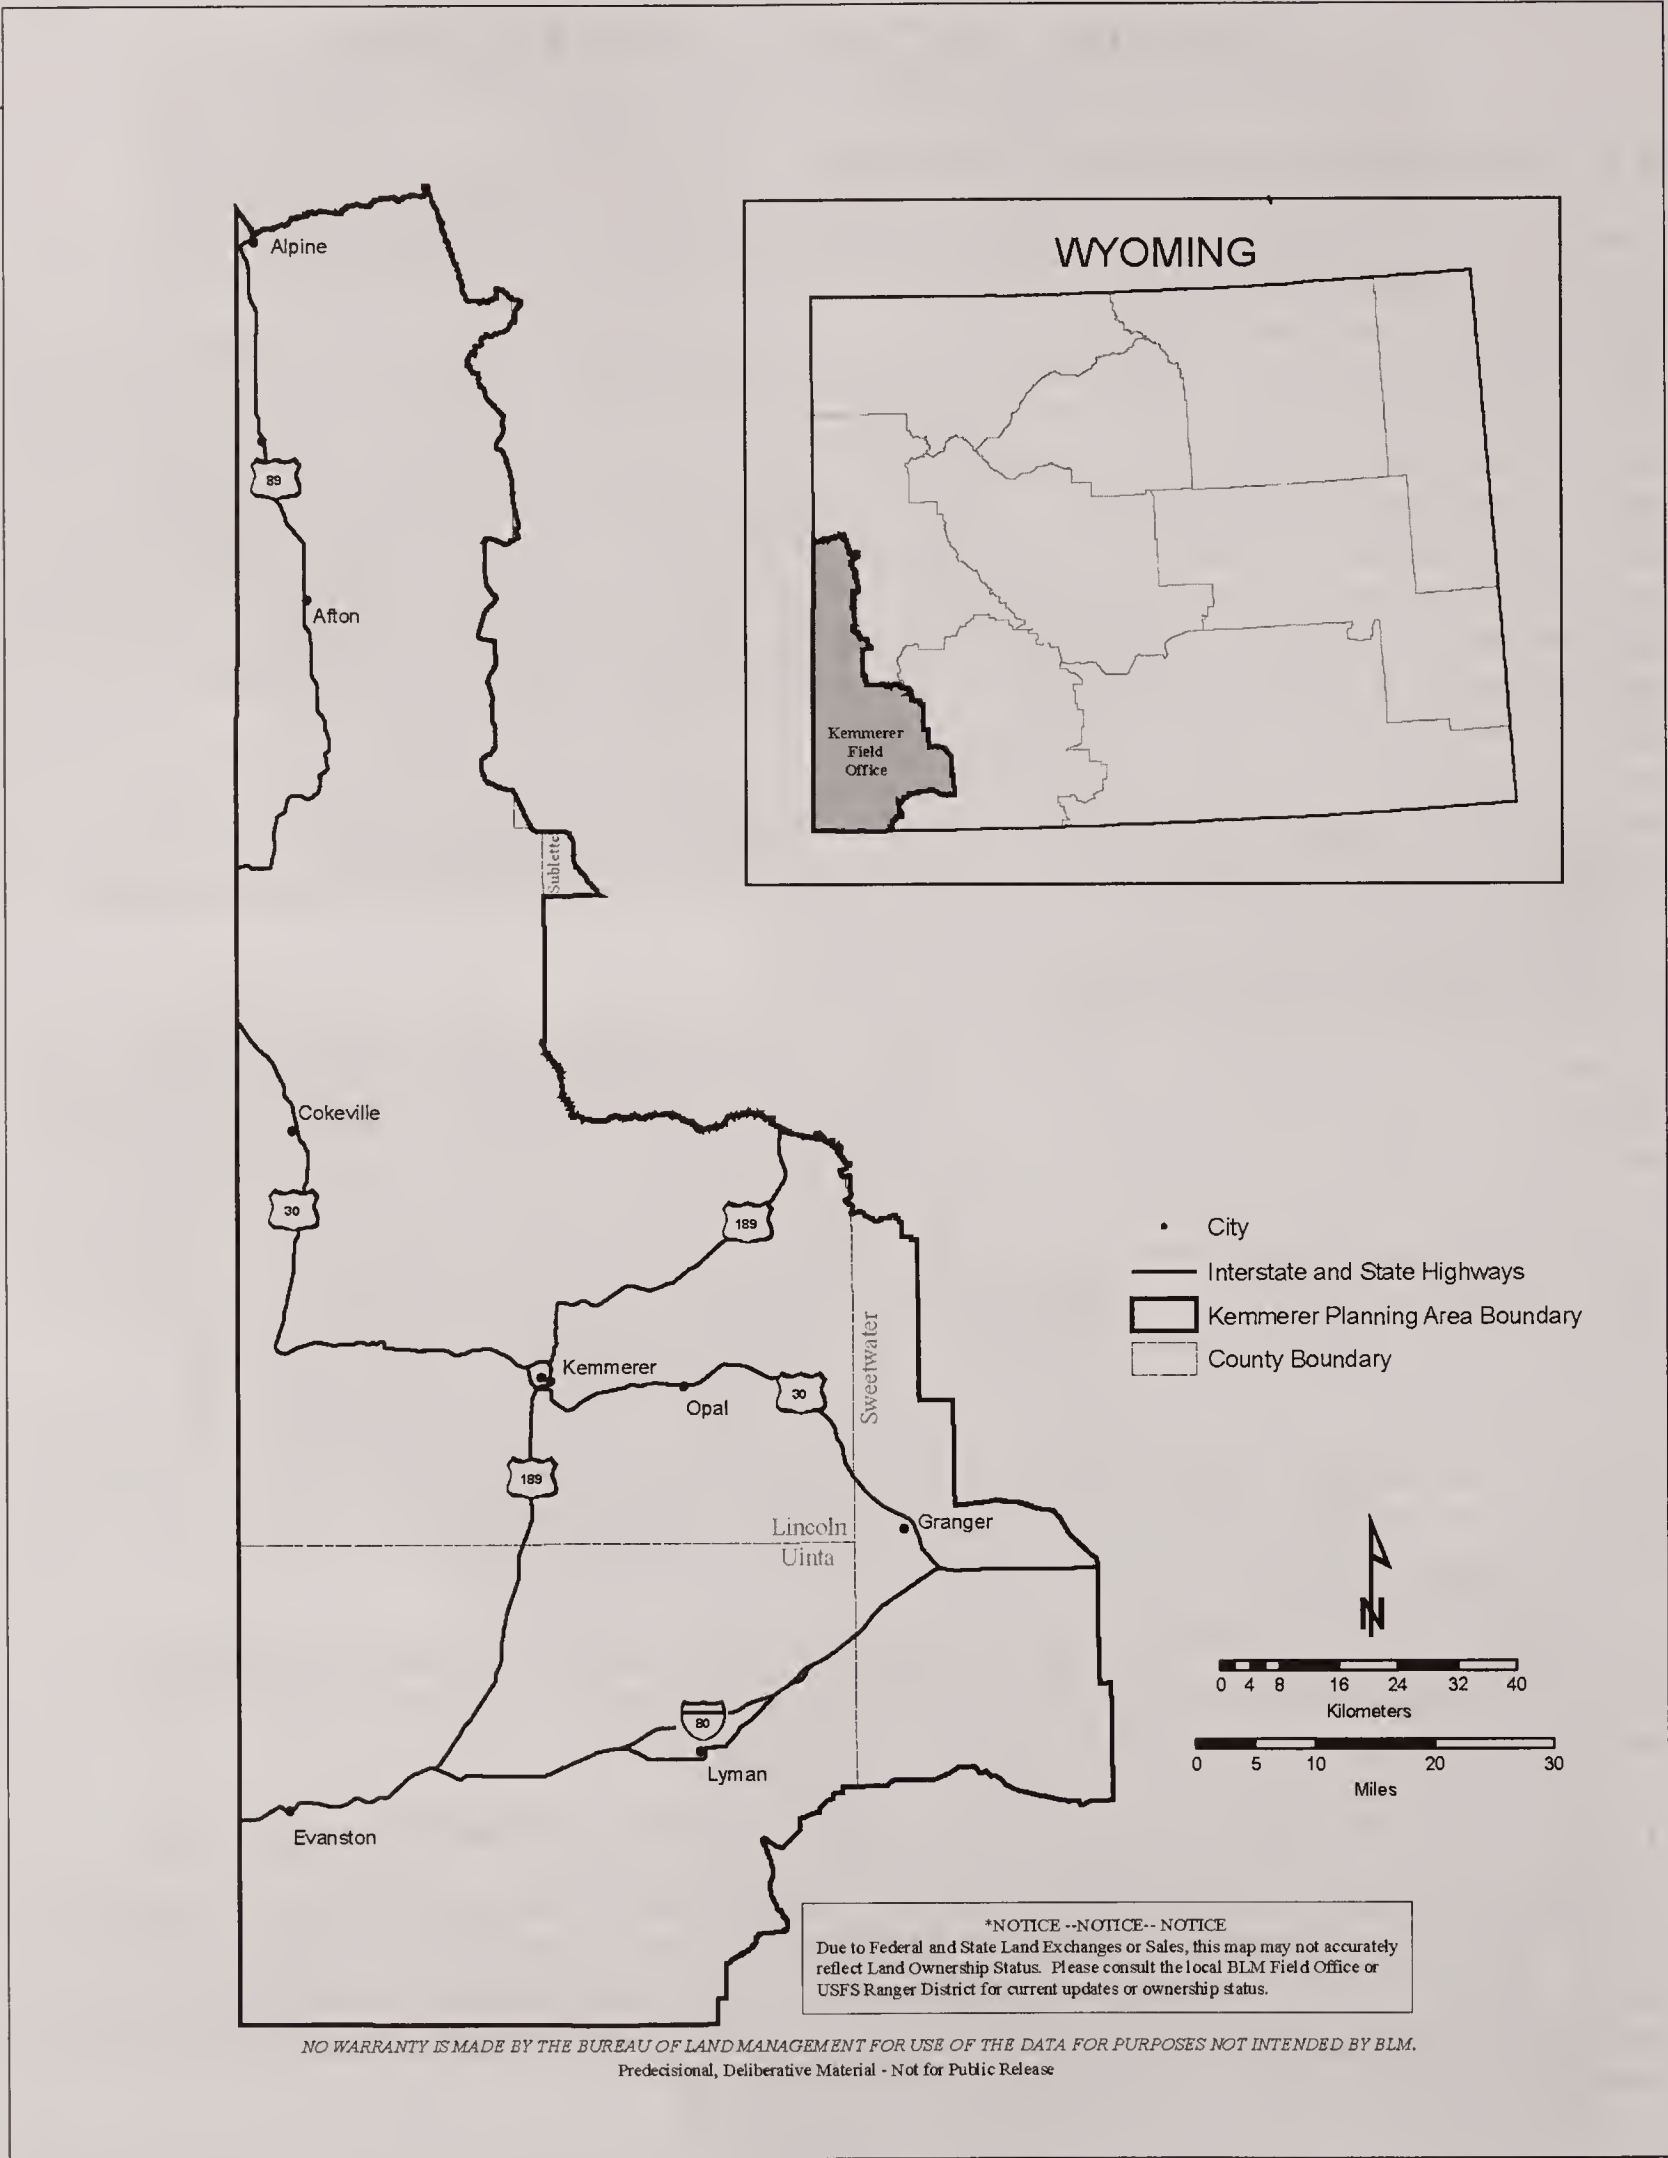 WYOMING
Kemmerer
Field
Office
Alpine
89
Afton
Sublette
Cokeville
30
189
Kemmerer
Opal
30
Sweetwater
189
Lincoln
Uinta
Granger
80
Lyman
Evanston
City
Interstate and State Highways
Kemmerer Planning Area Boundary
County Boundary
N
0 4 8 16 24 32 40
Kilometers
0 5 10 20 30
Miles
*NOTICE --NOTICE-- NOTICE
Due to Federal and State Land Exchanges or Sales, this map may not accurately
reflect Land Ownership Status. Please consult the local BLM Field Office or
USFS Ranger District for current updates or ownership status.
NO WARRANTY IS MADE BY THE BUREAU OF LAND MANAGEMENT FOR USE OF THE DATA FOR PURPOSES NOT INTENDED BY BLM.
Predecisional, Deliberative Material - Not for Public Release